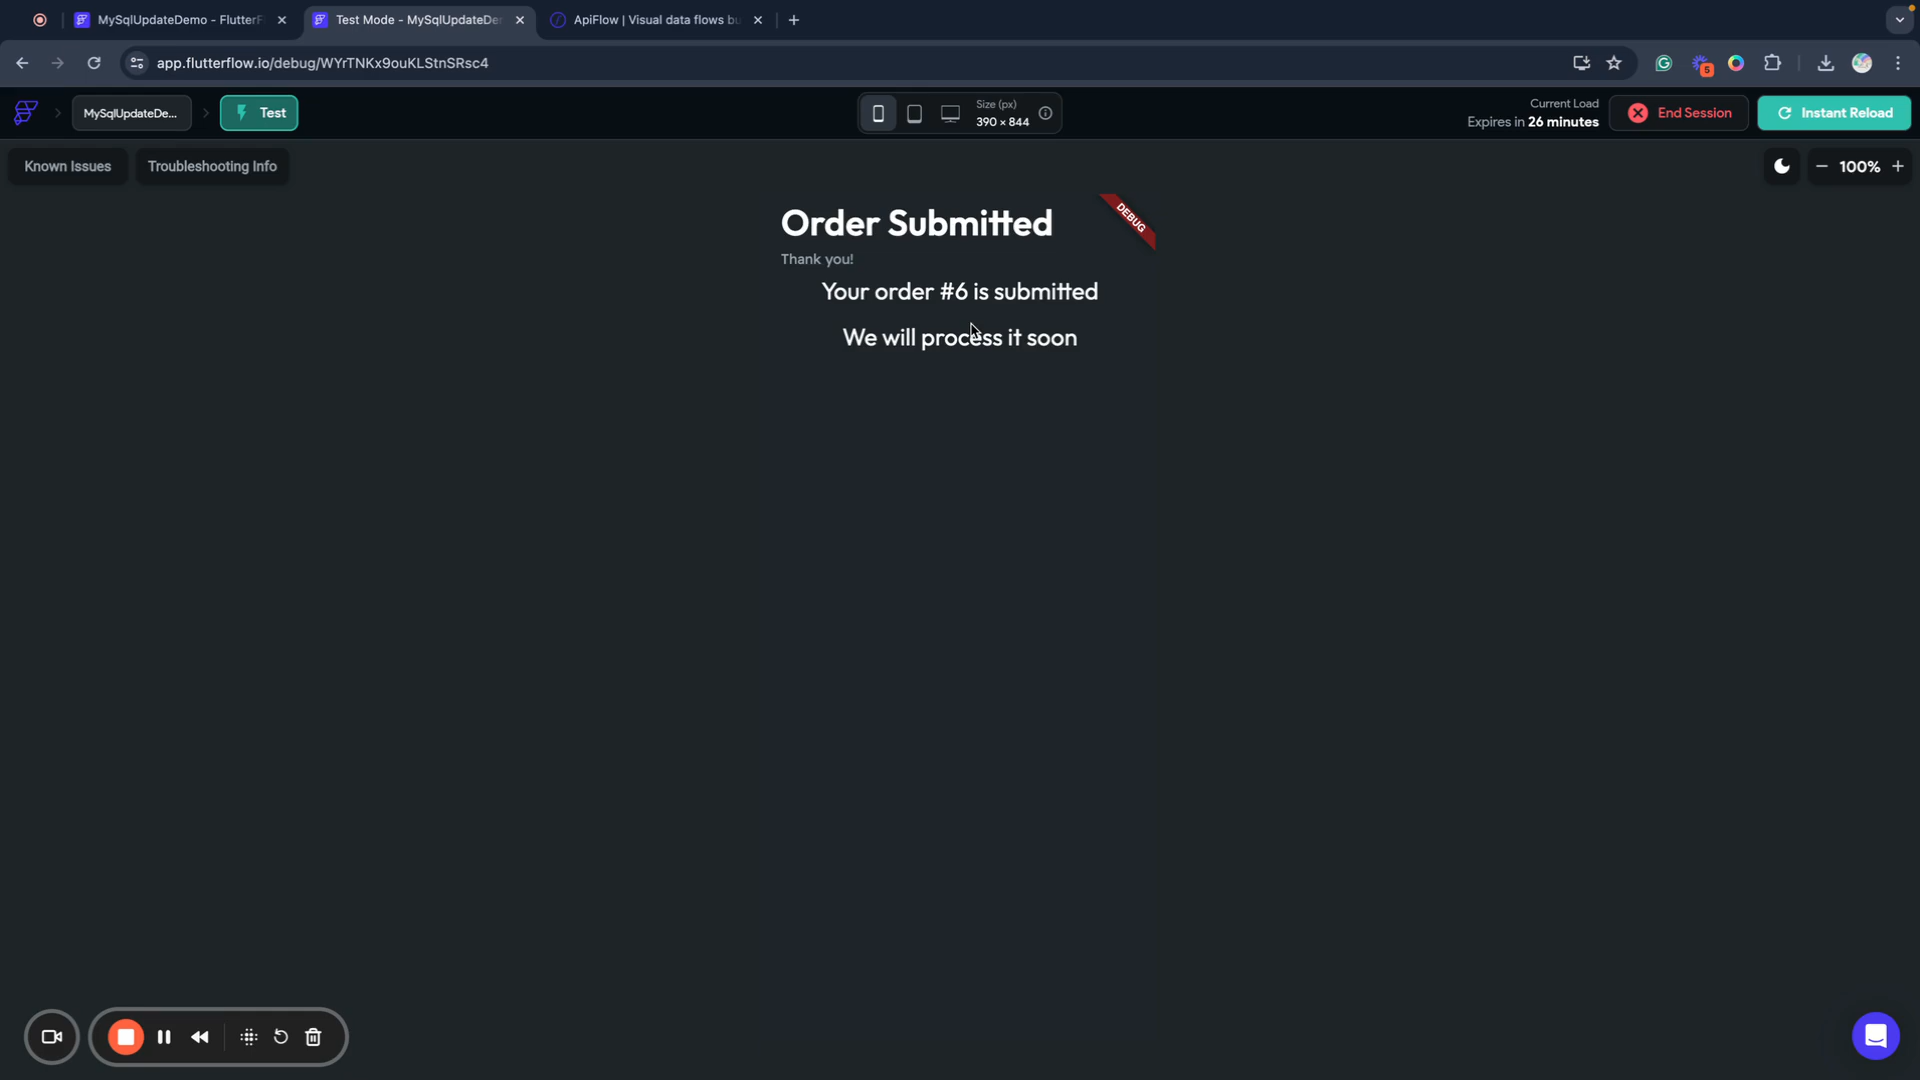 MySqlUpdateDemo - FlutterF
Test Mode - MySqlUpdateDe
ApiFlow | Visual data flows bu
app.flutterflow.io/debug/WYrTNKx9ouKLStnSRsc4
5
MySqlUpdateDe...
Test
Size (px)
390 × 844
Current Load
Expires in 26 minutes
End Session
Instant Reload
Known Issues
Troubleshooting Info
100%
DEBUG
Order Submitted
Thank you!
Your order #6 is submitted
We will process it soon